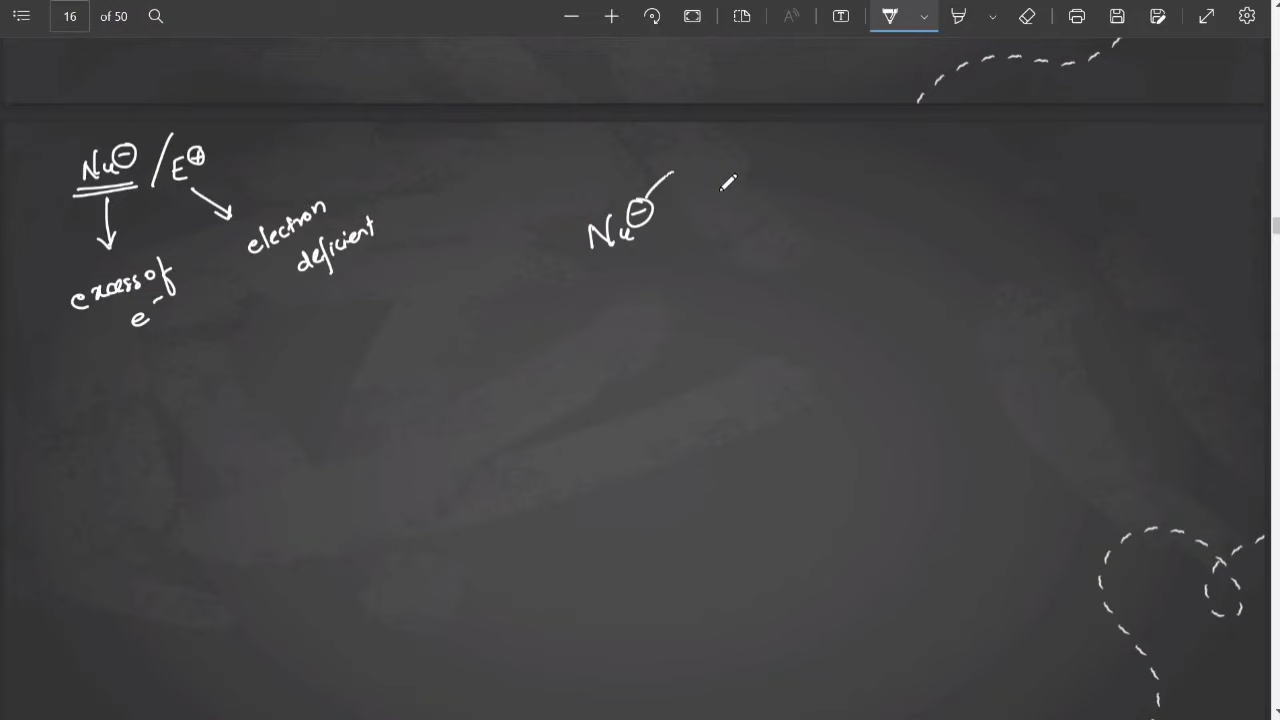 16 of 50
Nu⊖ / E⊕
electron
deficient
excess of
e⁻
Nu⊖